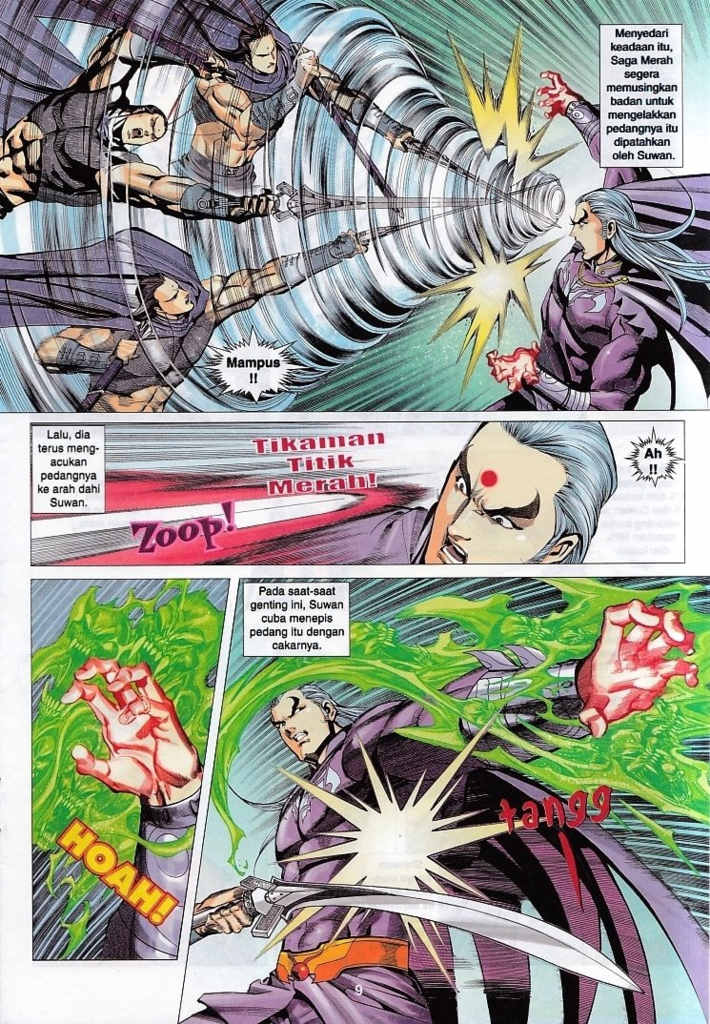 Menyedari
keadaan itu,
Saga Merah
segera
memusingkan
badan untuk
mengelakkan
pedangnya itu
dipatahkan
oleh Suwan.
Mampus
!!
Lalu, dia
terus meng-
acukan
pedangnya
ke arah dahi
Suwan.
Tikaman
Titik
Merah!
Zoop!
Ah
!!
Pada saat-saat
genting ini, Suwan
cuba menepis
pedang itu dengan
cakarnya.
HOAH!
tangg
!
9